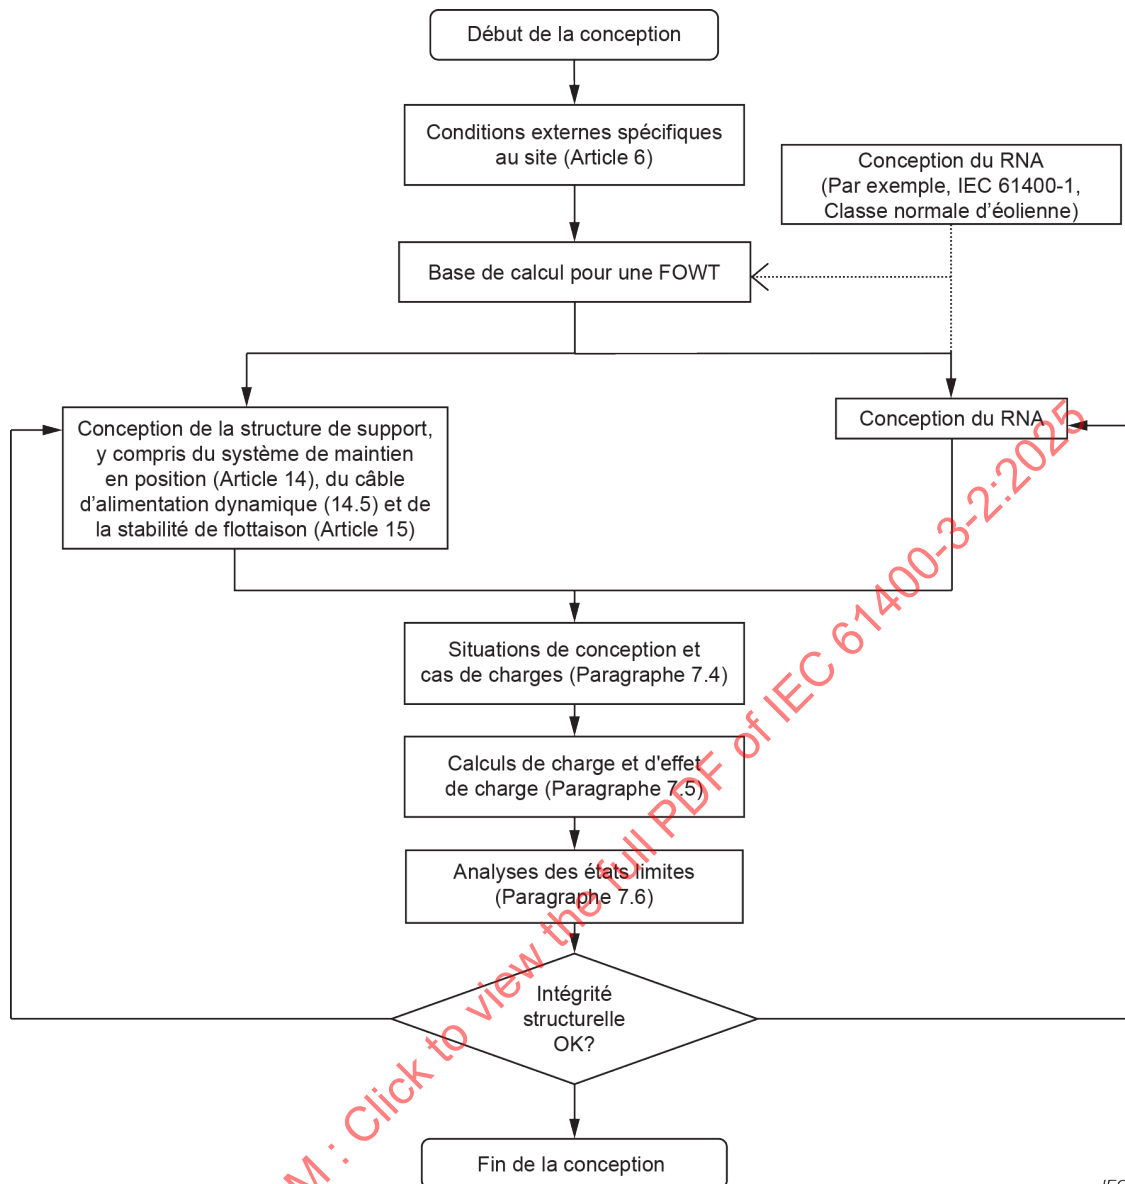 Début de la conception
Conditions externes spécifiques
au site (Article 6)
Conception du RNA
(Par exemple, IEC 61400-1,
Classe normale d'éolienne)
Base de calcul pour une FOWT
Conception de la structure de support,
y compris du système de maintien
en position (Article 14), du câble
d'alimentation dynamique (14.5) et de
la stabilité de flottaison (Article 15)
Conception du RNA
Situations de conception et
cas de charges (Paragraphe 7.4)
Calculs de charge et d'effet
de charge (Paragraphe 7.5)
Analyses des états limites
(Paragraphe 7.6)
Intégrité
structurelle
OK?
Fin de la conception
M : Click to view the full PDF of IEC 61400-3-2:2025
IEC